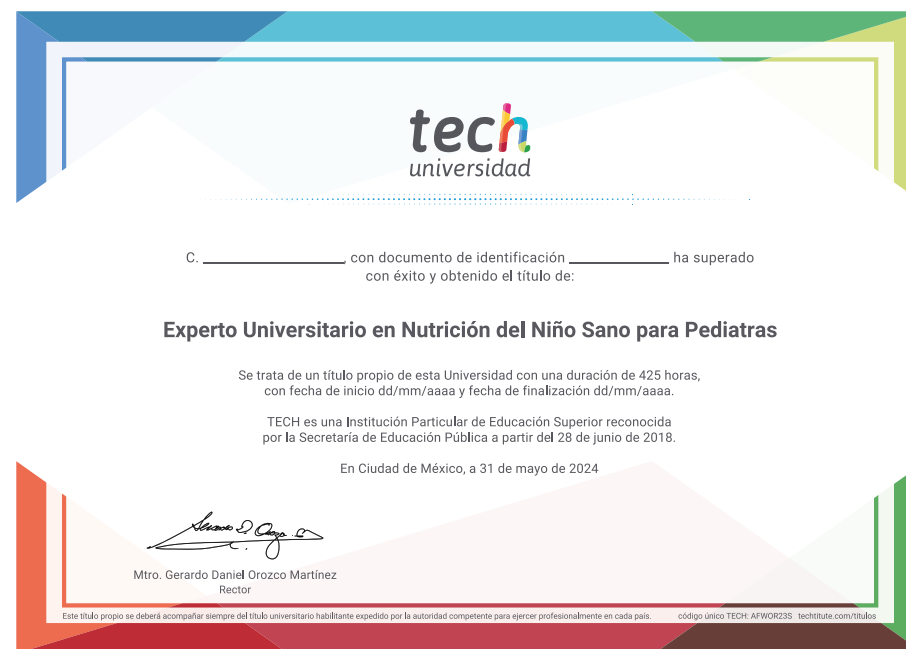 tech
universidad
C. ____________, con documento de identificación ____________ ha superado
con éxito y obtenido el título de:
Experto Universitario en Nutrición del Niño Sano para Pediatras
Se trata de un título propio de esta Universidad con una duración de 425 horas,
con fecha de inicio dd/mm/aaaa y fecha de finalización dd/mm/aaaa.
TECH es una Institución Particular de Educación Superior reconocida
por la Secretaría de Educación Pública a partir del 28 de junio de 2018.
En Ciudad de México, a 31 de mayo de 2024
Mtro. Gerardo Daniel Orozco Martínez
Rector
Este título propio se deberá acompañar siempre del título universitario habilitante expedido por la autoridad competente para ejercer profesionalmente en cada país. código único TECH: AFWOR23S techtitute.com/titulos